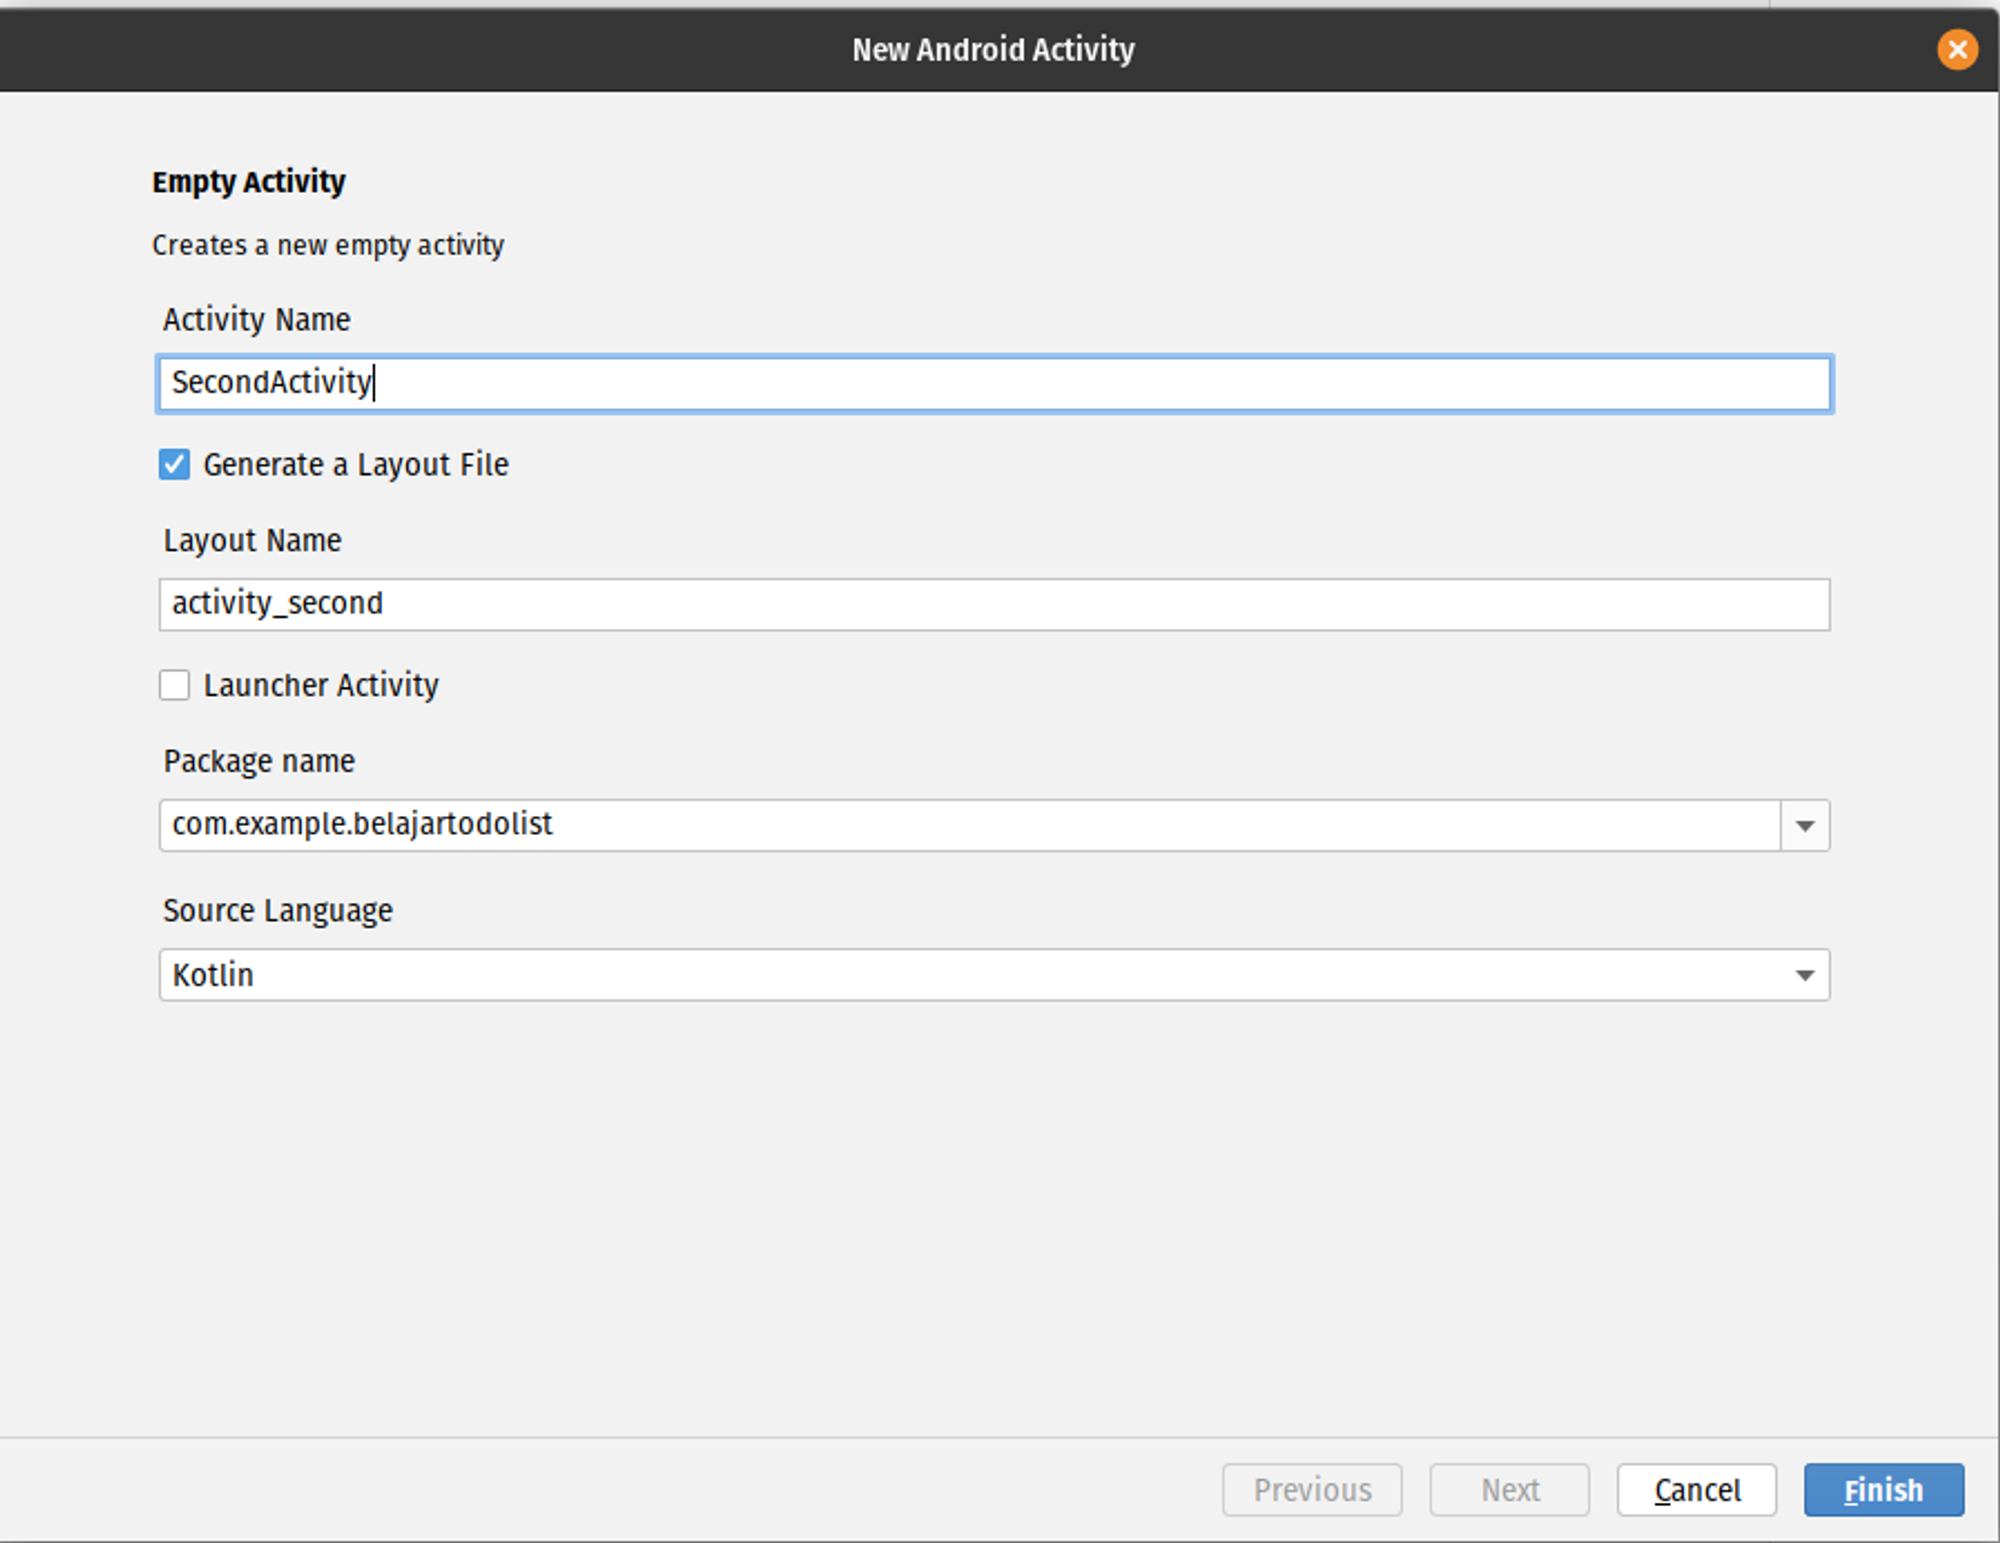 New Android Activity
Empty Activity
Creates a new empty activity
Activity Name
SecondActivity
Generate a Layout File
Layout Name
activity_second
Launcher Activity
Package name
com.example.belajartodolist
Source Language
Kotlin
Previous Next Cancel Finish